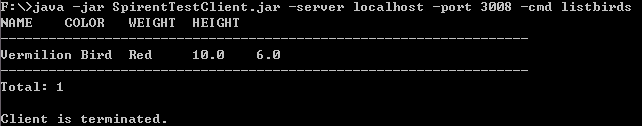 F:\>java -jar SpirentTestClient.jar -server localhost -port 3008 -cmd listbirds
NAME    COLOR   WEIGHT  HEIGHT
------------------------------------------------------------------
Vermilion Bird  Red     10.0    6.0
------------------------------------------------------------------
Total: 1
Client is terminated.